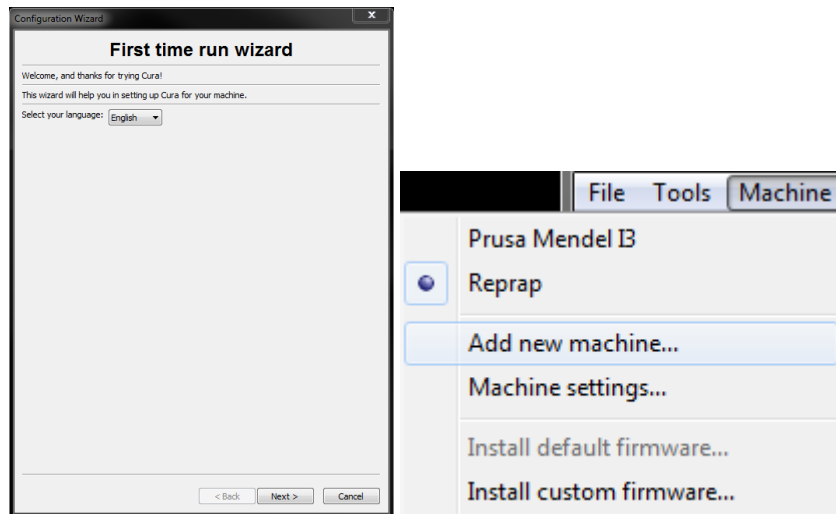 Configuration Wizard
x
First time run wizard
Welcome, and thanks for trying Cura!
This wizard will help you in setting up Cura for your machine.
Select your language: English
< Back Next > Cancel
File Tools Machine
Prusa Mendel I3
Reprap
Add new machine...
Machine settings...
Install default firmware...
Install custom firmware...